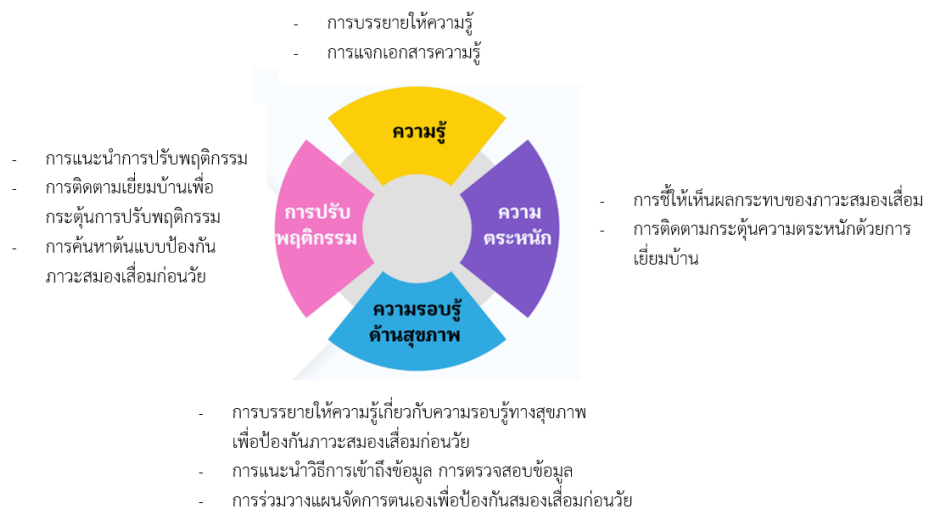 - การบรรยายให้ความรู้
- การแจกเอกสารความรู้
ความรู้
- การแนะนำการปรับพฤติกรรม
- การติดตามเยี่ยมบ้านเพื่อ
กระตุ้นการปรับพฤติกรรม
- การค้นหาต้นแบบป้องกัน
ภาวะสมองเสื่อมก่อนวัย
การปรับ
พฤติกรรม
ความ
ตระหนัก
- การชี้ให้เห็นผลกระทบของภาวะสมองเสื่อม
- การติดตามกระตุ้นความตระหนักด้วยการ
เยี่ยมบ้าน
ความรอบรู้
ด้านสุขภาพ
- การบรรยายให้ความรู้เกี่ยวกับความรอบรู้ทางสุขภาพ
เพื่อป้องกันภาวะสมองเสื่อมก่อนวัย
- การแนะนำวิธีการเข้าถึงข้อมูล การตรวจสอบข้อมูล
- การร่วมวางแผนจัดการตนเองเพื่อป้องกันสมองเสื่อมก่อนวัย